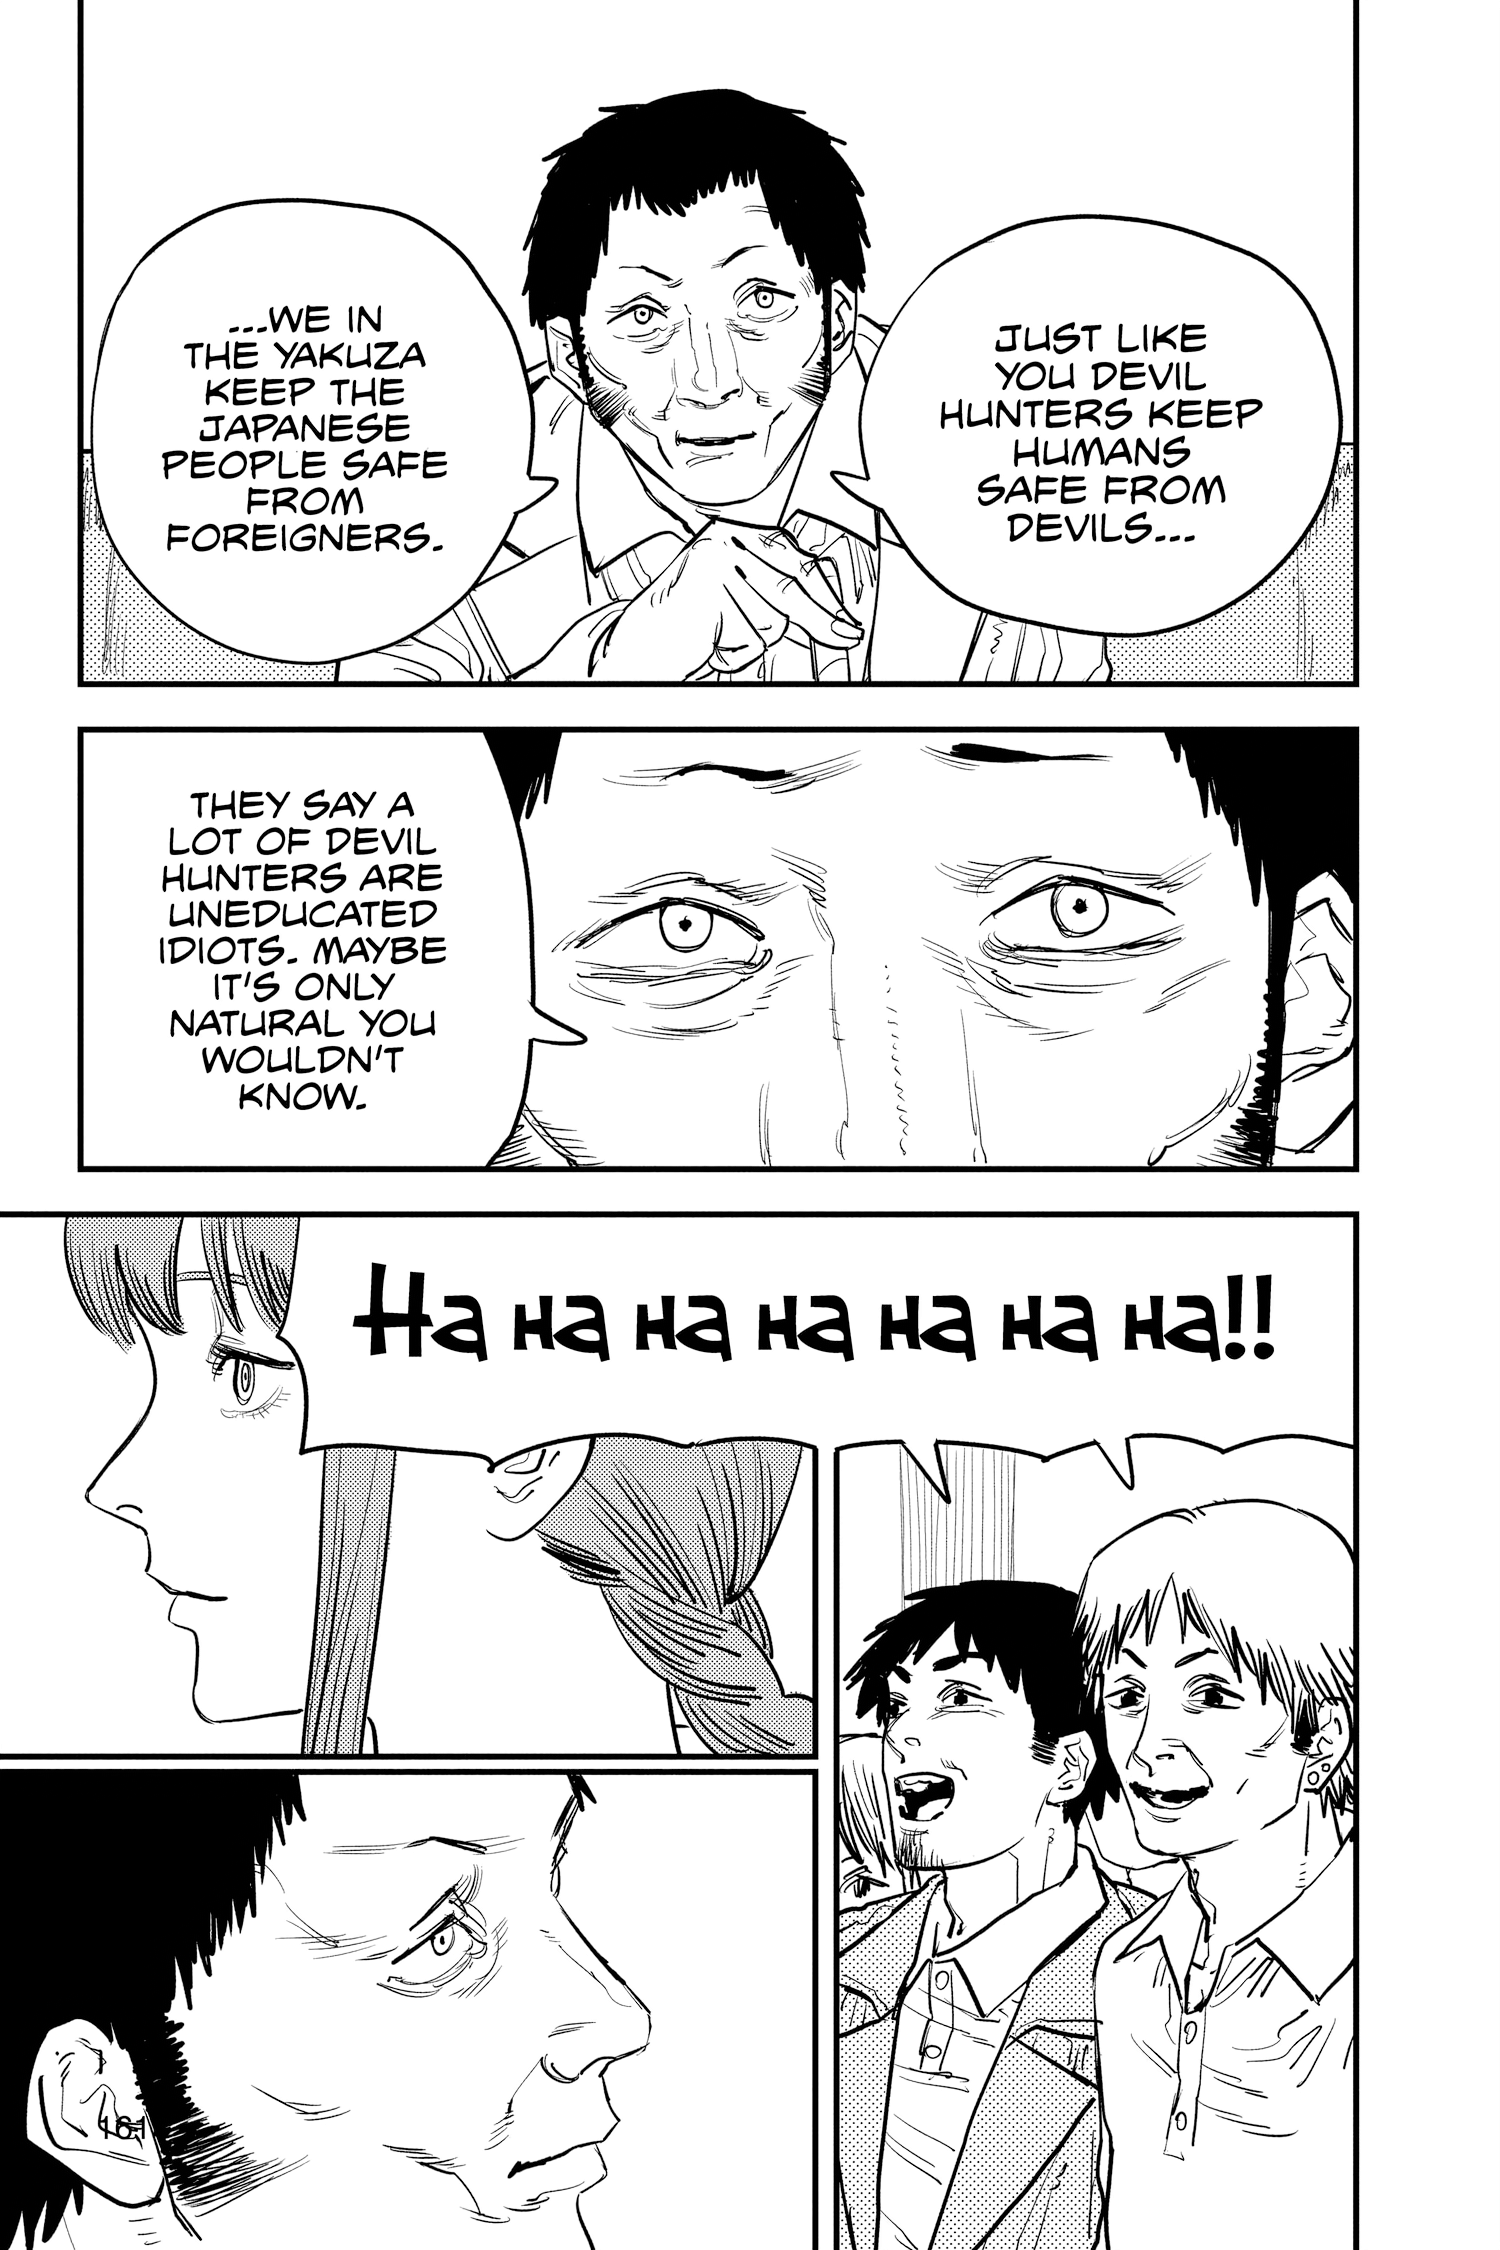 JUST LIKE
YOU DEVIL
HUNTERS KEEP
HUMANS
SAFE FROM
DEVILS...
...WE IN
THE YAKUZA
KEEP THE
JAPANESE
PEOPLE SAFE
FROM
FOREIGNERS.
THEY SAY A
LOT OF DEVIL
HUNTERS ARE
UNEDUCATED
IDIOTS. MAYBE
IT'S ONLY
NATURAL YOU
WOULDN'T
KNOW.
Ha Ha Ha Ha Ha Ha Ha!!
161